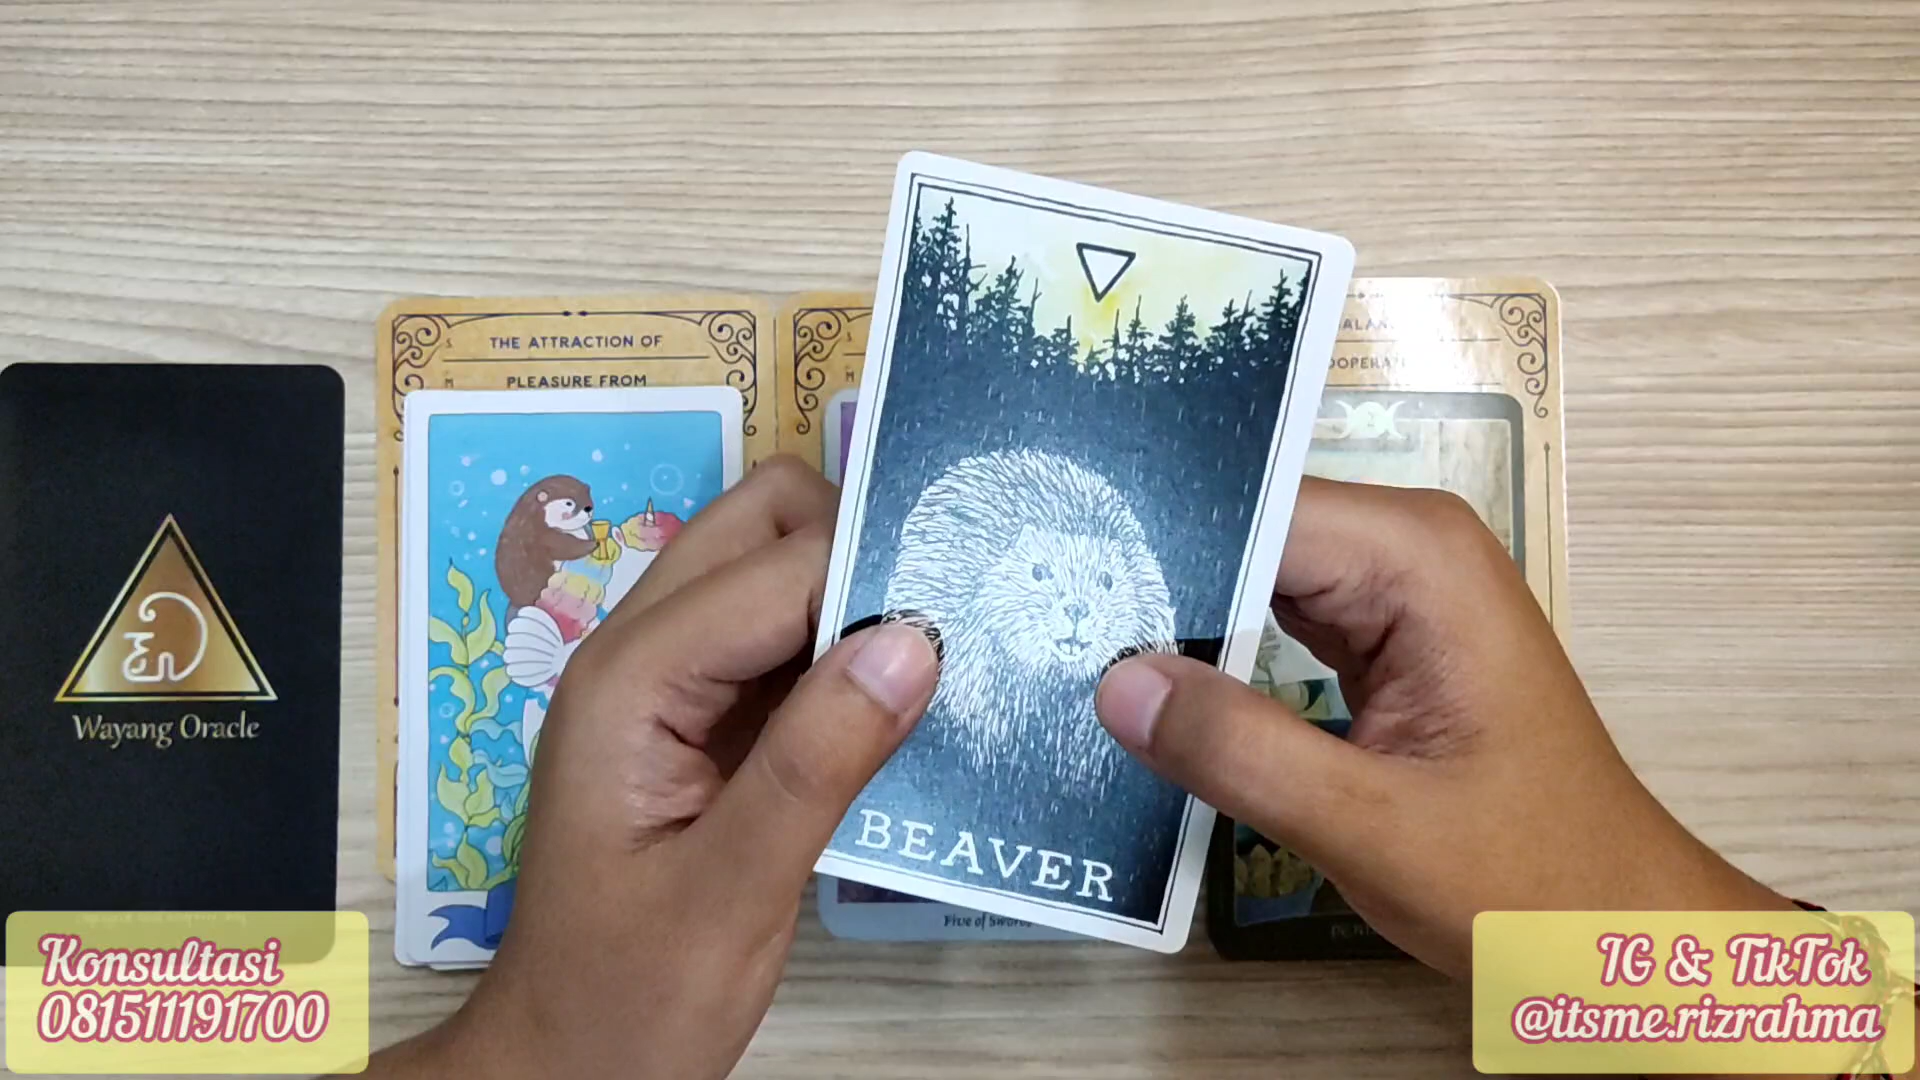 THE ATTRACTION OF
PLEASURE FROM
BEAVER
Wayang Oracle
Five of Swords
Konsultasi
081511191700
IG & TikTok
@itsme.rizrahma